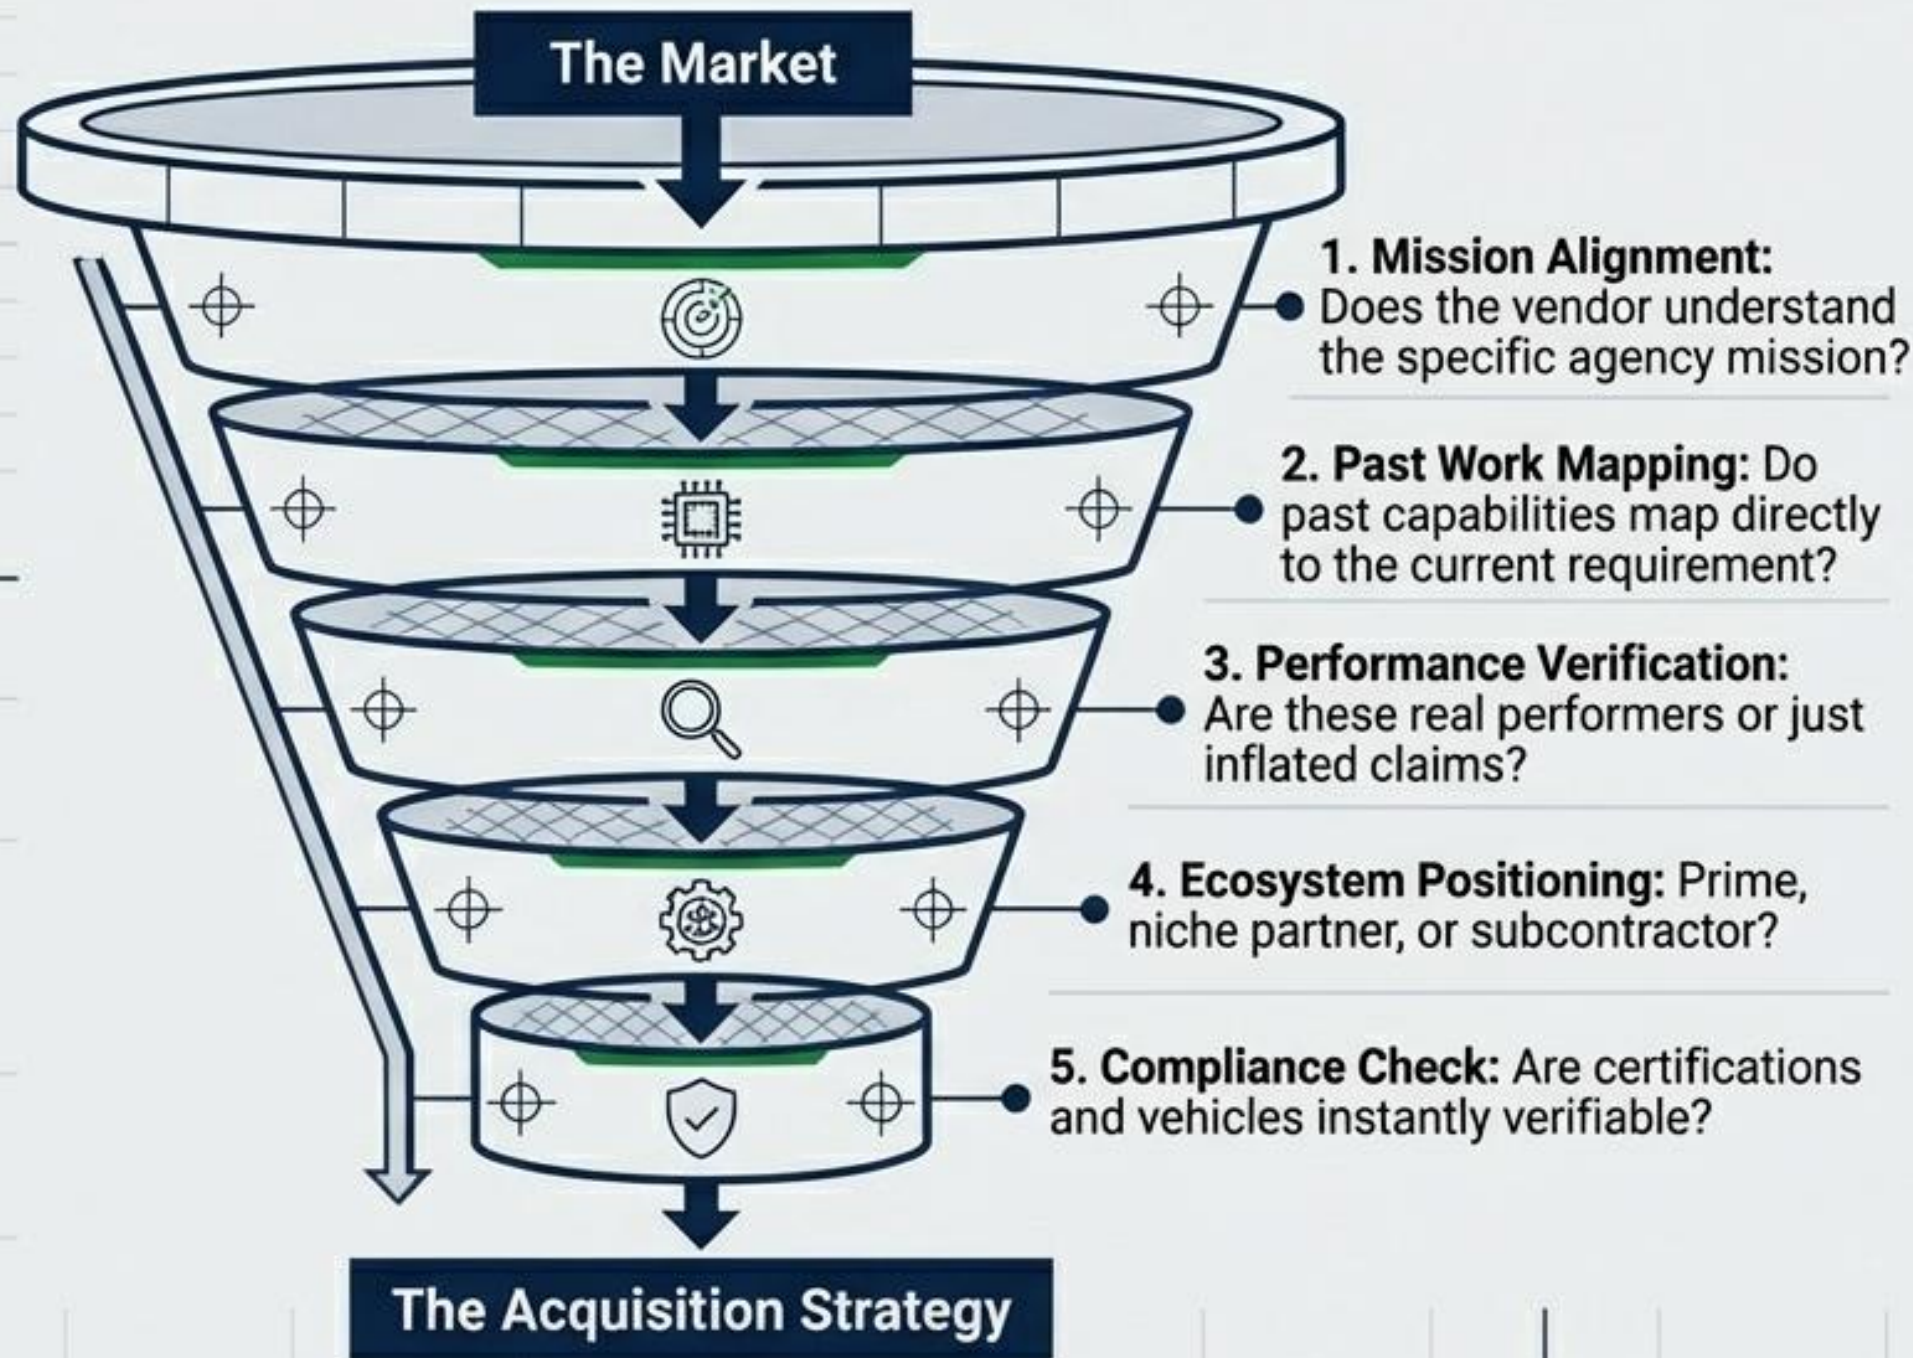 The Market
1. Mission Alignment:
Does the vendor understand
the specific agency mission?
2. Past Work Mapping: Do
past capabilities map directly
to the current requirement?
3. Performance Verification:
Are these real performers or just
inflated claims?
4. Ecosystem Positioning: Prime,
niche partner, or subcontractor?
5. Compliance Check: Are certifications
and vehicles instantly verifiable?
The Acquisition Strategy